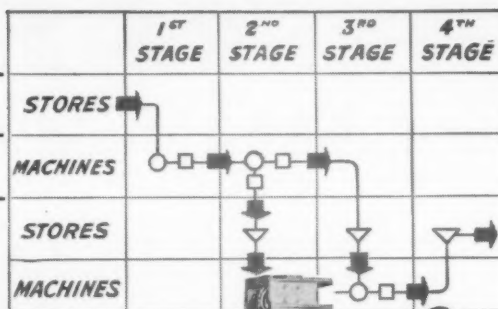 1ST 2ND 3RD 4TH
STAGE STAGE STAGE STAGE
STORES
MACHINES
STORES
MACHINES